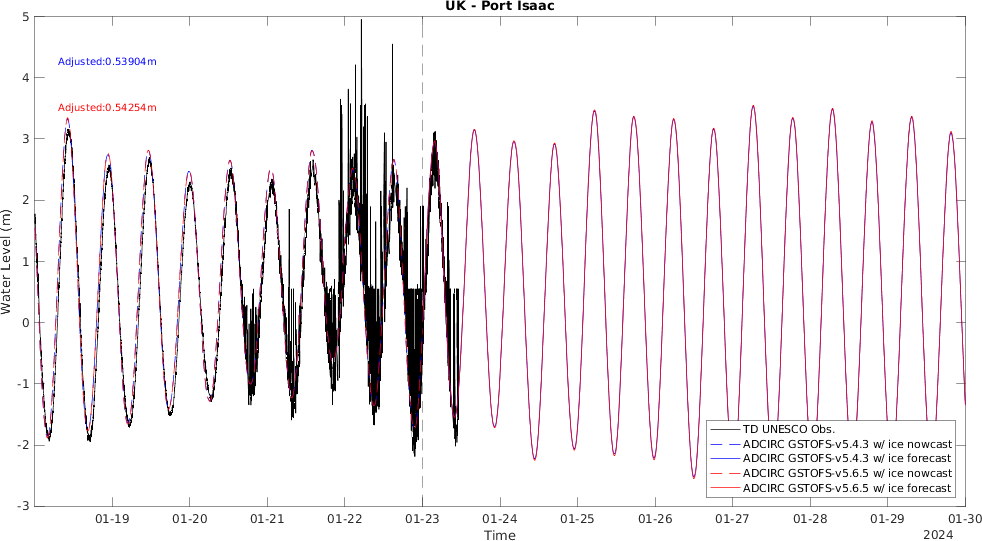 UK - Port Isaac
5
4
3
2
1
0
-1
-2
-3
Water Level (m)
Adjusted:0.53904m
Adjusted:0.54254m
TD UNESCO Obs.
ADCIRC GSTOFS-v5.4.3 w/ ice nowcast
ADCIRC GSTOFS-v5.4.3 w/ ice forecast
ADCIRC GSTOFS-v5.6.5 w/ ice nowcast
ADCIRC GSTOFS-v5.6.5 w/ ice forecast
01-19 01-20 01-21 01-22 01-23 01-24 01-25 01-26 01-27 01-28 01-29 01-30
Time
2024